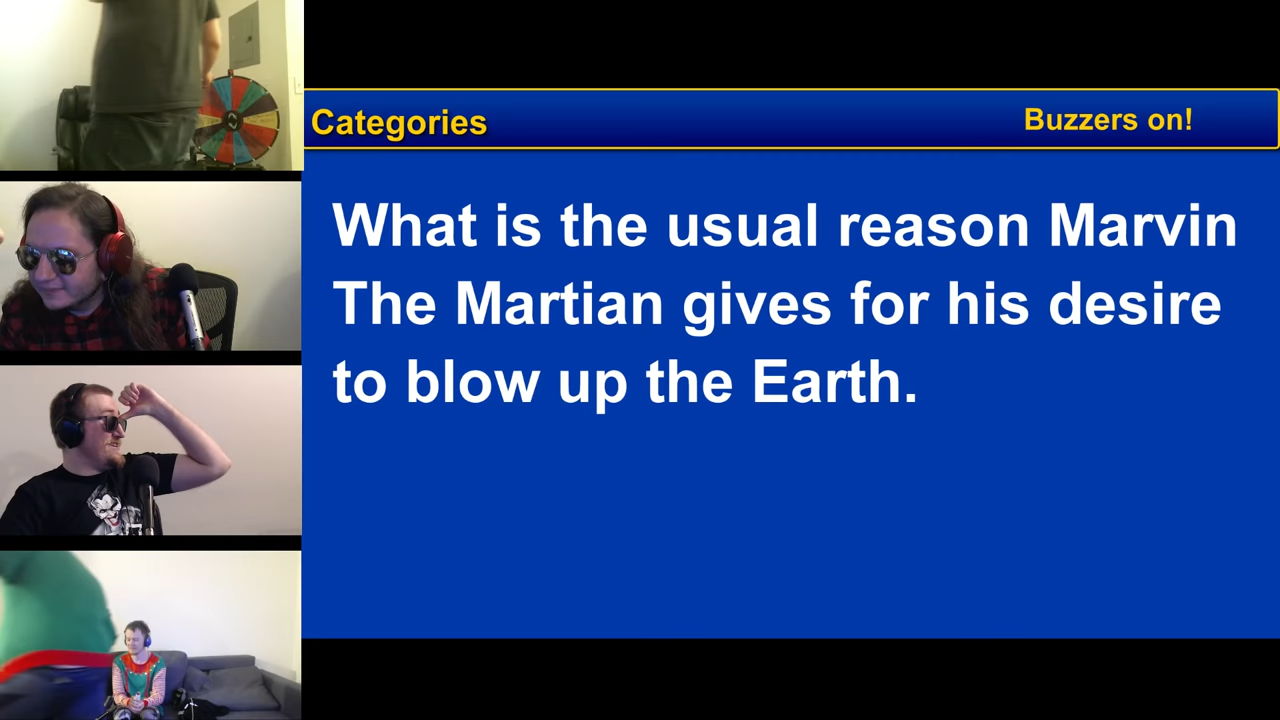 Categories
Buzzers on!
What is the usual reason Marvin
The Martian gives for his desire
to blow up the Earth.